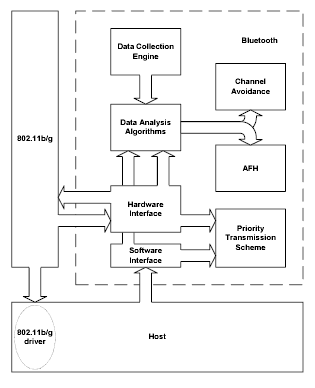 Bluetooth
Data Collection
Engine
Channel
Avoidance
Data Analysis
Algorithms
802.11b/g
AFH
Hardware
Interface
Priority
Transmission
Scheme
Software
Interface
802.11b/g
driver
Host